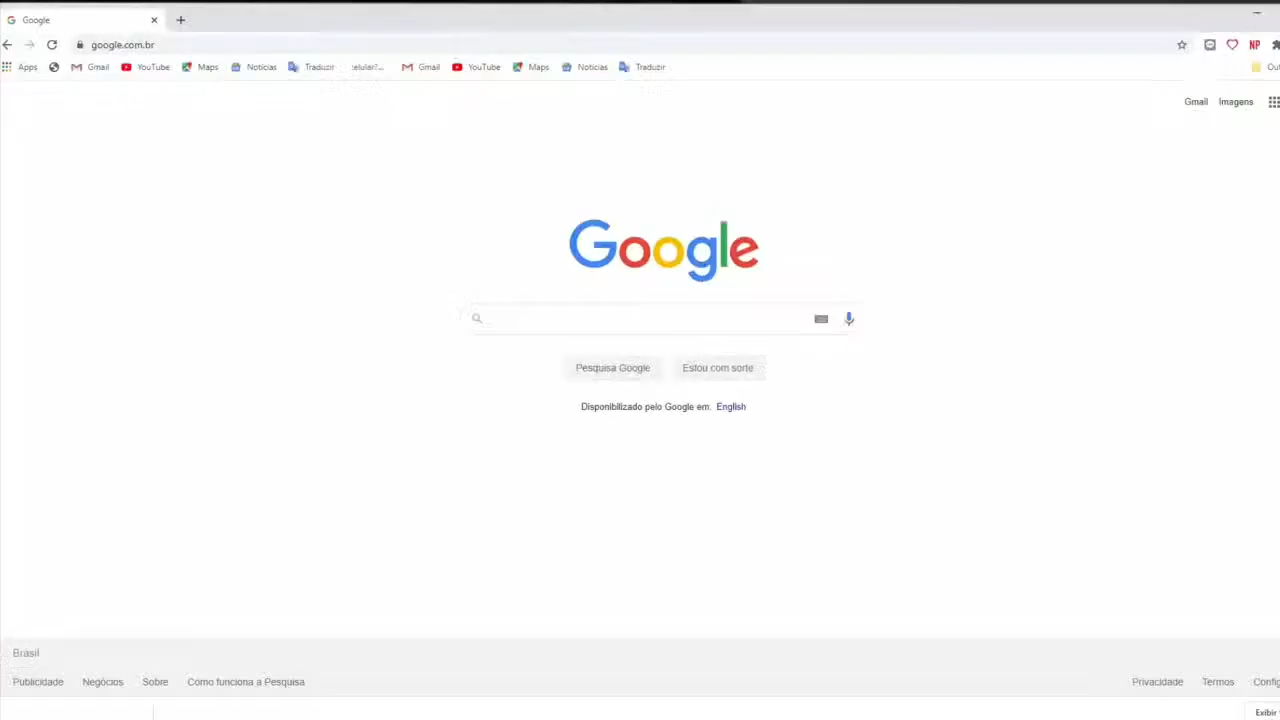 Google
google.com.br
Apps Gmail YouTube Maps Notícias Traduzir celular?... Gmail YouTube Maps Notícias Traduzir
Gmail Imagens
Google
Pesquisa Google Estou com sorte
Disponibilizado pelo Google em: English
Brasil
Publicidade Negócios Sobre Como funciona a Pesquisa Privacidade Termos Config
Exibir